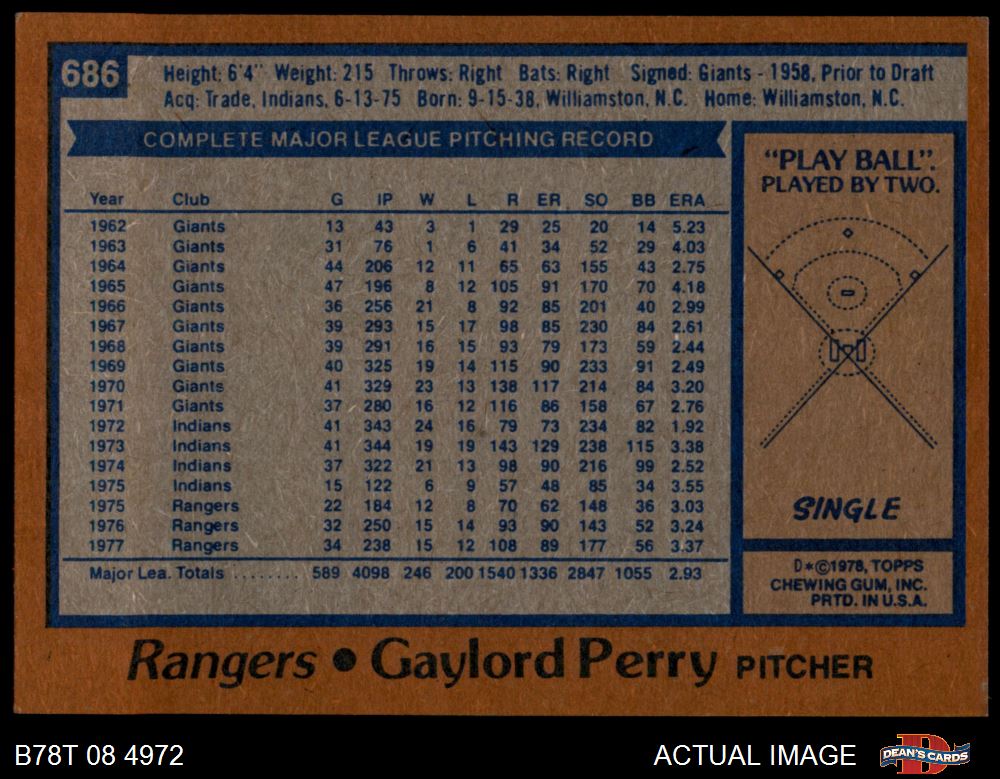 686
Height: 6'4" Weight: 215 Throws: Right Bats: Right Signed: Giants - 1958, Prior to Draft
Acq: Trade, Indians, 6-13-75 Born: 9-15-38, Williamston, N.C. Home: Williamston, N.C.
COMPLETE MAJOR LEAGUE PITCHING RECORD
Year Club G IP W L R ER SO BB ERA
1962 Giants 13 43 3 1 29 25 20 14 5.23
1963 Giants 31 76 1 6 41 34 52 29 4.03
1964 Giants 44 206 12 11 65 63 155 43 2.75
1965 Giants 47 196 8 12 105 91 170 70 4.18
1966 Giants 36 256 21 8 92 85 201 40 2.99
1967 Giants 39 293 15 17 98 85 230 84 2.61
1968 Giants 39 291 16 15 93 79 173 59 2.44
1969 Giants 40 325 19 14 115 90 233 91 2.49
1970 Giants 41 329 23 13 138 117 214 84 3.20
1971 Giants 37 280 16 12 116 86 158 67 2.76
1972 Indians 41 343 24 16 79 73 234 82 1.92
1973 Indians 41 344 19 19 143 129 238 115 3.38
1974 Indians 37 322 21 13 98 90 216 99 2.52
1975 Indians 15 122 6 9 57 48 85 34 3.55
1975 Rangers 22 184 12 8 70 62 148 36 3.03
1976 Rangers 32 250 15 14 93 90 143 52 3.24
1977 Rangers 34 238 15 12 108 89 177 56 3.37
Major Lea. Totals ........ 589 4098 246 200 1540 1336 2847 1055 2.93
"PLAY BALL".
PLAYED BY TWO.
SINGLE
D*©1978, TOPPS
CHEWING GUM, INC.
PRTD. IN U.S.A.
Rangers • Gaylord Perry PITCHER
B78T 08 4972
ACTUAL IMAGE
D
DEAN'S CARDS